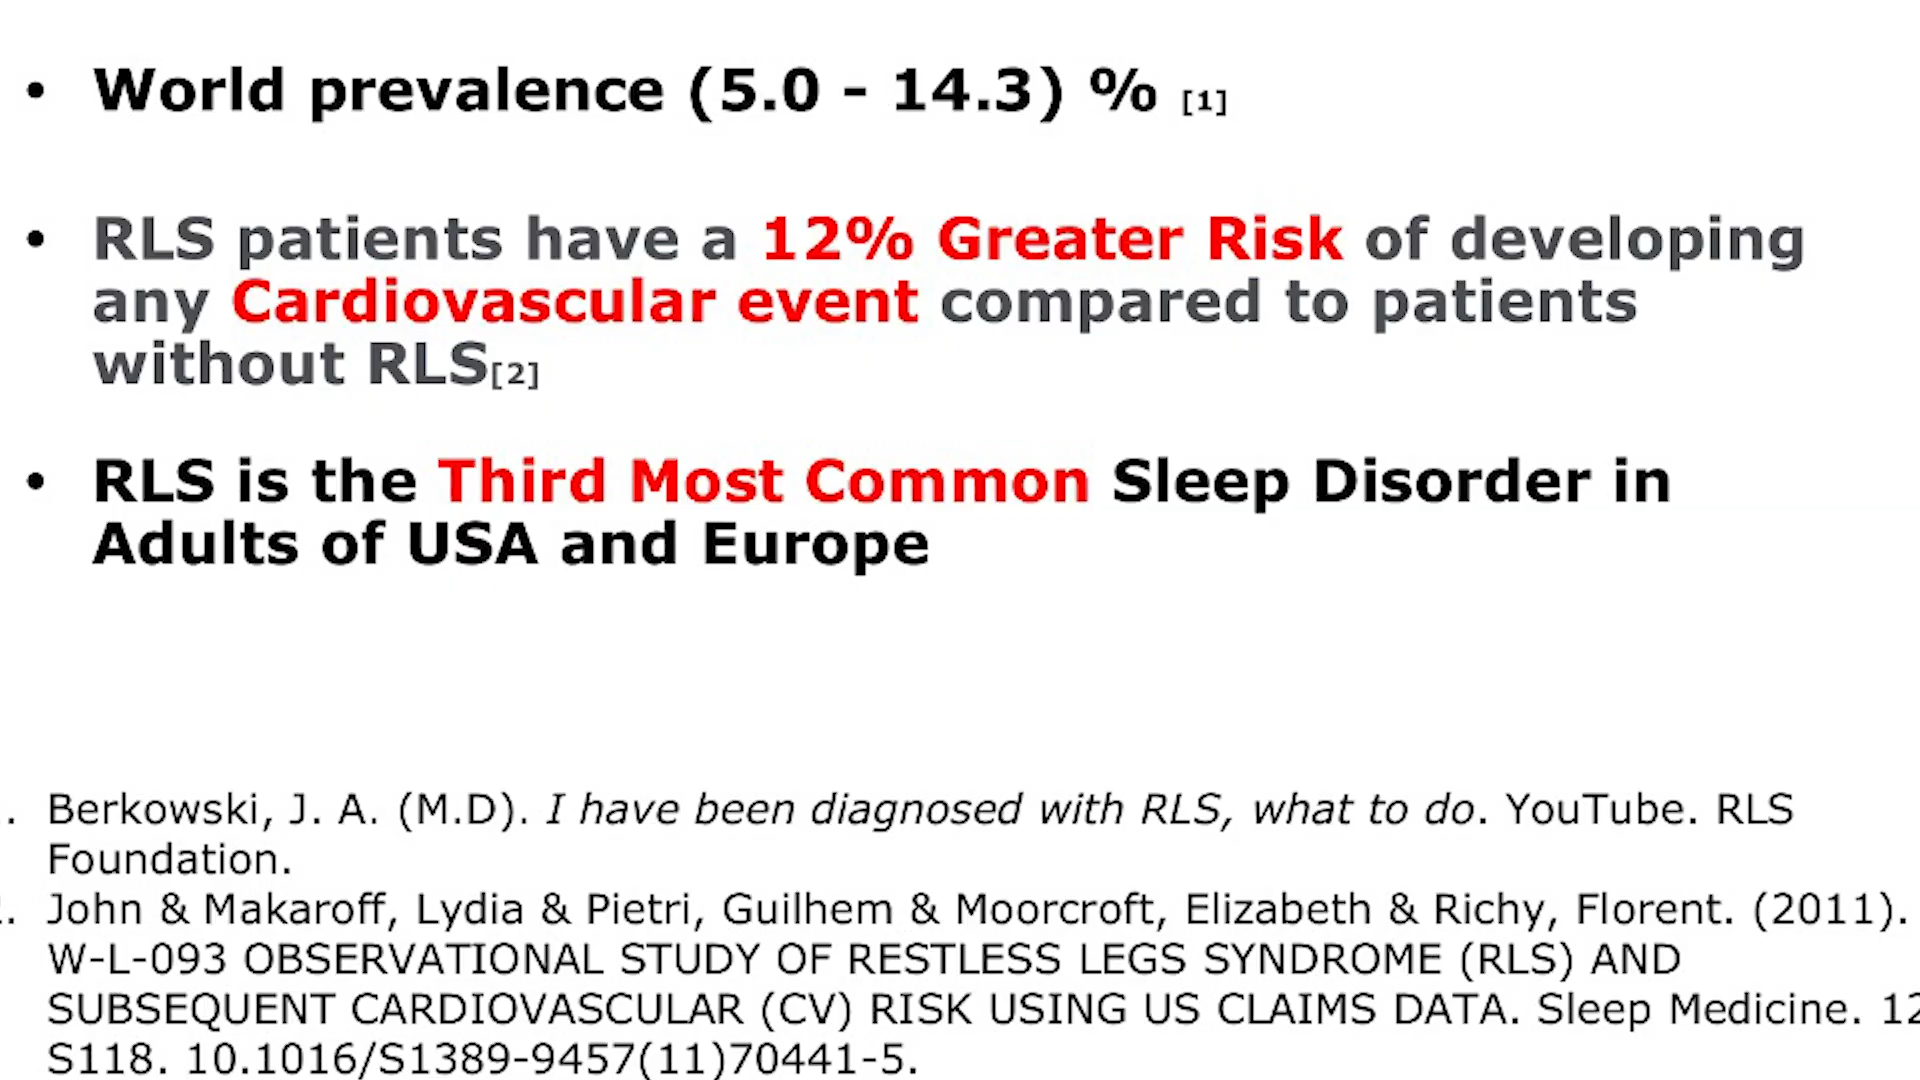 • World prevalence (5.0 - 14.3) % [1]
• RLS patients have a 12% Greater Risk of developing
any Cardiovascular event compared to patients
without RLS[2]
• RLS is the Third Most Common Sleep Disorder in
Adults of USA and Europe
. Berkowski, J. A. (M.D). I have been diagnosed with RLS, what to do. YouTube. RLS
Foundation.
. John & Makaroff, Lydia & Pietri, Guilhem & Moorcroft, Elizabeth & Richy, Florent. (2011).
W-L-093 OBSERVATIONAL STUDY OF RESTLESS LEGS SYNDROME (RLS) AND
SUBSEQUENT CARDIOVASCULAR (CV) RISK USING US CLAIMS DATA. Sleep Medicine. 12
S118. 10.1016/S1389-9457(11)70441-5.